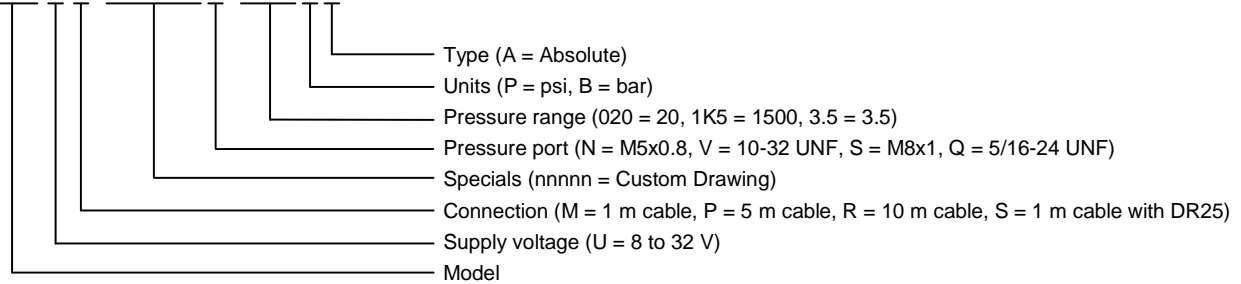 Type (A = Absolute)
Units (P = psi, B = bar)
Pressure range (020 = 20, 1K5 = 1500, 3.5 = 3.5)
Pressure port (N = M5x0.8, V = 10-32 UNF, S = M8x1, Q = 5/16-24 UNF)
Specials (nnnnn = Custom Drawing)
Connection (M = 1 m cable, P = 5 m cable, R = 10 m cable, S = 1 m cable with DR25)
Supply voltage (U = 8 to 32 V)
Model